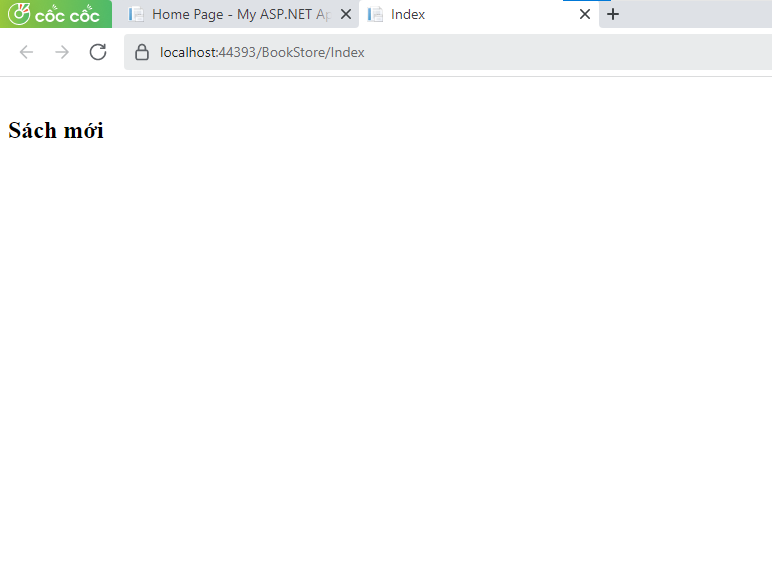 cốc cốc
Home Page - My ASP.NET Ap
Index
localhost:44393/BookStore/Index
Sách mới